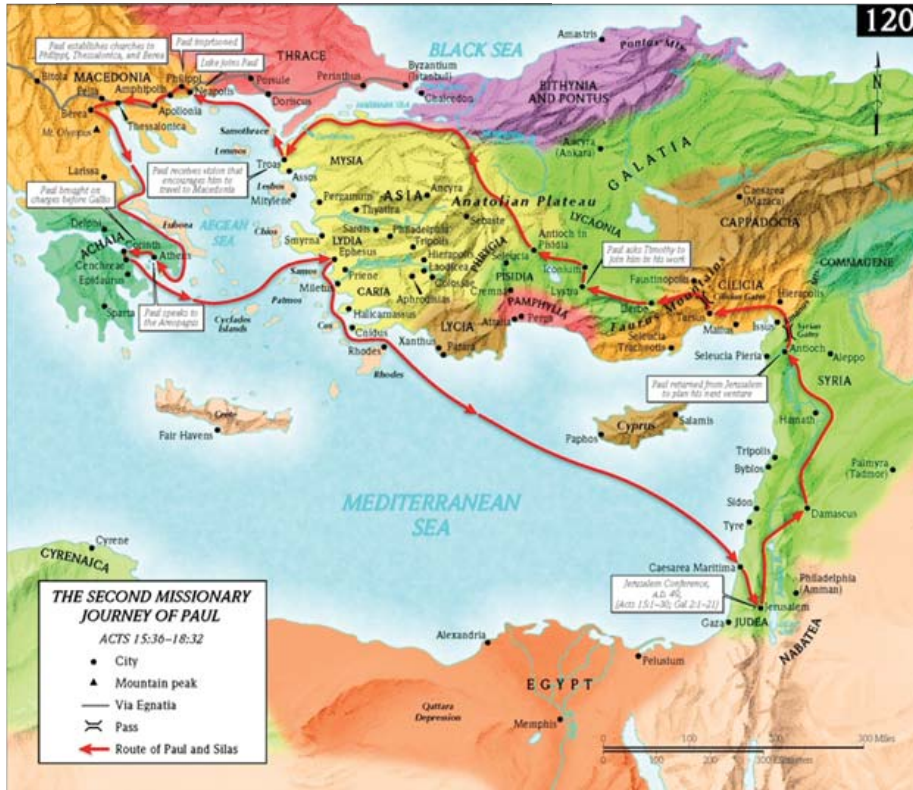 120
BLACK SEA
Amastris
Pontus Mts.
Paul establishes churches in
Philippi, Thessalonica, and Berea
Paul imprisoned
Luke joins Paul
THRACE
Byzantium
(Istanbul)
Perinthus
Chalcedon
BITHYNIA
AND PONTUS
N
Bitola
MACEDONIA
Pella
Amphipolis
Philippi
Neapolis
Doriscus
Berea
Apollonia
Thessalonica
Mt. Olympus
Samothrace
Lemnos
Ancyra
(Ankara)
GALATIA
Larissa
Paul receives vision that
encourages him to
travel to Macedonia
Troas
Assos
MYSIA
Lesbos
Mitylene
Pergamum
ASIA
Ancyra
Anatolian Plateau
Caesarea
(Mazaca)
CAPPADOCIA
Paul brought on
charges before Gallio
Thyatira
Sebaste
LYCAONIA
Delphi
Euboea
AEGEAN
SEA
Chios
Smyrna
Sardis
Philadelphia
LYDIA
Tripolis
Antioch in
Pisidia
Paul asks Timothy to
join him in his work
COMMAGENE
ACHAIA
Corinth
Athens
Cenchreae
Epidaurus
Ephesus
Hierapolis
Laodicea
Colossae
PHRIGIA
Seleucia
Iconium
Faustinopolis
CILICIA
Cilician Gates
Samos
Priene
Miletus
PISIDIA
Lystra
Hierapolis
Patmos
CARIA
Aphrodisias
Cremna
Derbe
Taurus Mountains
Tarsus
Sparta
Paul speaks
to the Areopagus
Cyclades
Islands
Halicarnassus
PAMPHYLIA
Mallus
Issus
Syrian
Gates
Cos
Cnidus
LYCIA
Attalia
Perga
Seleucia
Tracheotis
Antioch
Aleppo
Rhodes
Xanthus
Patara
Seleucia Pieria
Rhodes
SYRIA
Paul returned from Jerusalem
to plan his next venture
Crete
Cyprus
Salamis
Hamath
Fair Havens
Paphos
Tripolis
Byblos
Palmyra
(Tadmor)
MEDITERRANEAN
SEA
Sidon
Damascus
Tyre
Cyrene
CYRENAICA
Caesarea Maritima
Jerusalem Conference,
A.D. 49,
(Acts 15:1–30; Gal 2:1–21)
Philadelphia
(Amman)
Jerusalem
THE SECOND MISSIONARY
JOURNEY OF PAUL
ACTS 15:36–18:32
City
Mountain peak
Via Egnatia
Pass
Route of Paul and Silas
Gaza
JUDEA
NABATEA
Alexandria
Pelusium
EGYPT
Qattara
Depression
Memphis
0
100
200
300 Miles
0
100
200
300 Kilometers